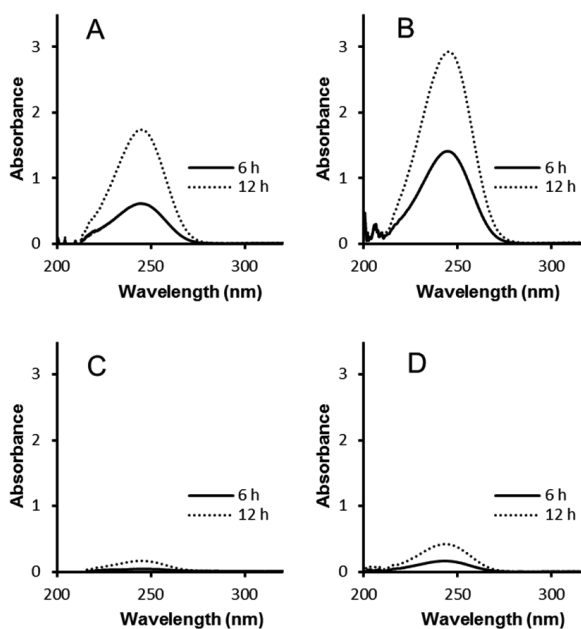 A
Absorbance
3
2
1
0
6 h
12 h
200
250
300
Wavelength (nm)
B
Absorbance
3
2
1
0
6 h
12 h
200
250
300
Wavelength (nm)
C
Absorbance
3
2
1
0
6 h
12 h
200
250
300
Wavelength (nm)
D
Absorbance
3
2
1
0
6 h
12 h
200
250
300
Wavelength (nm)